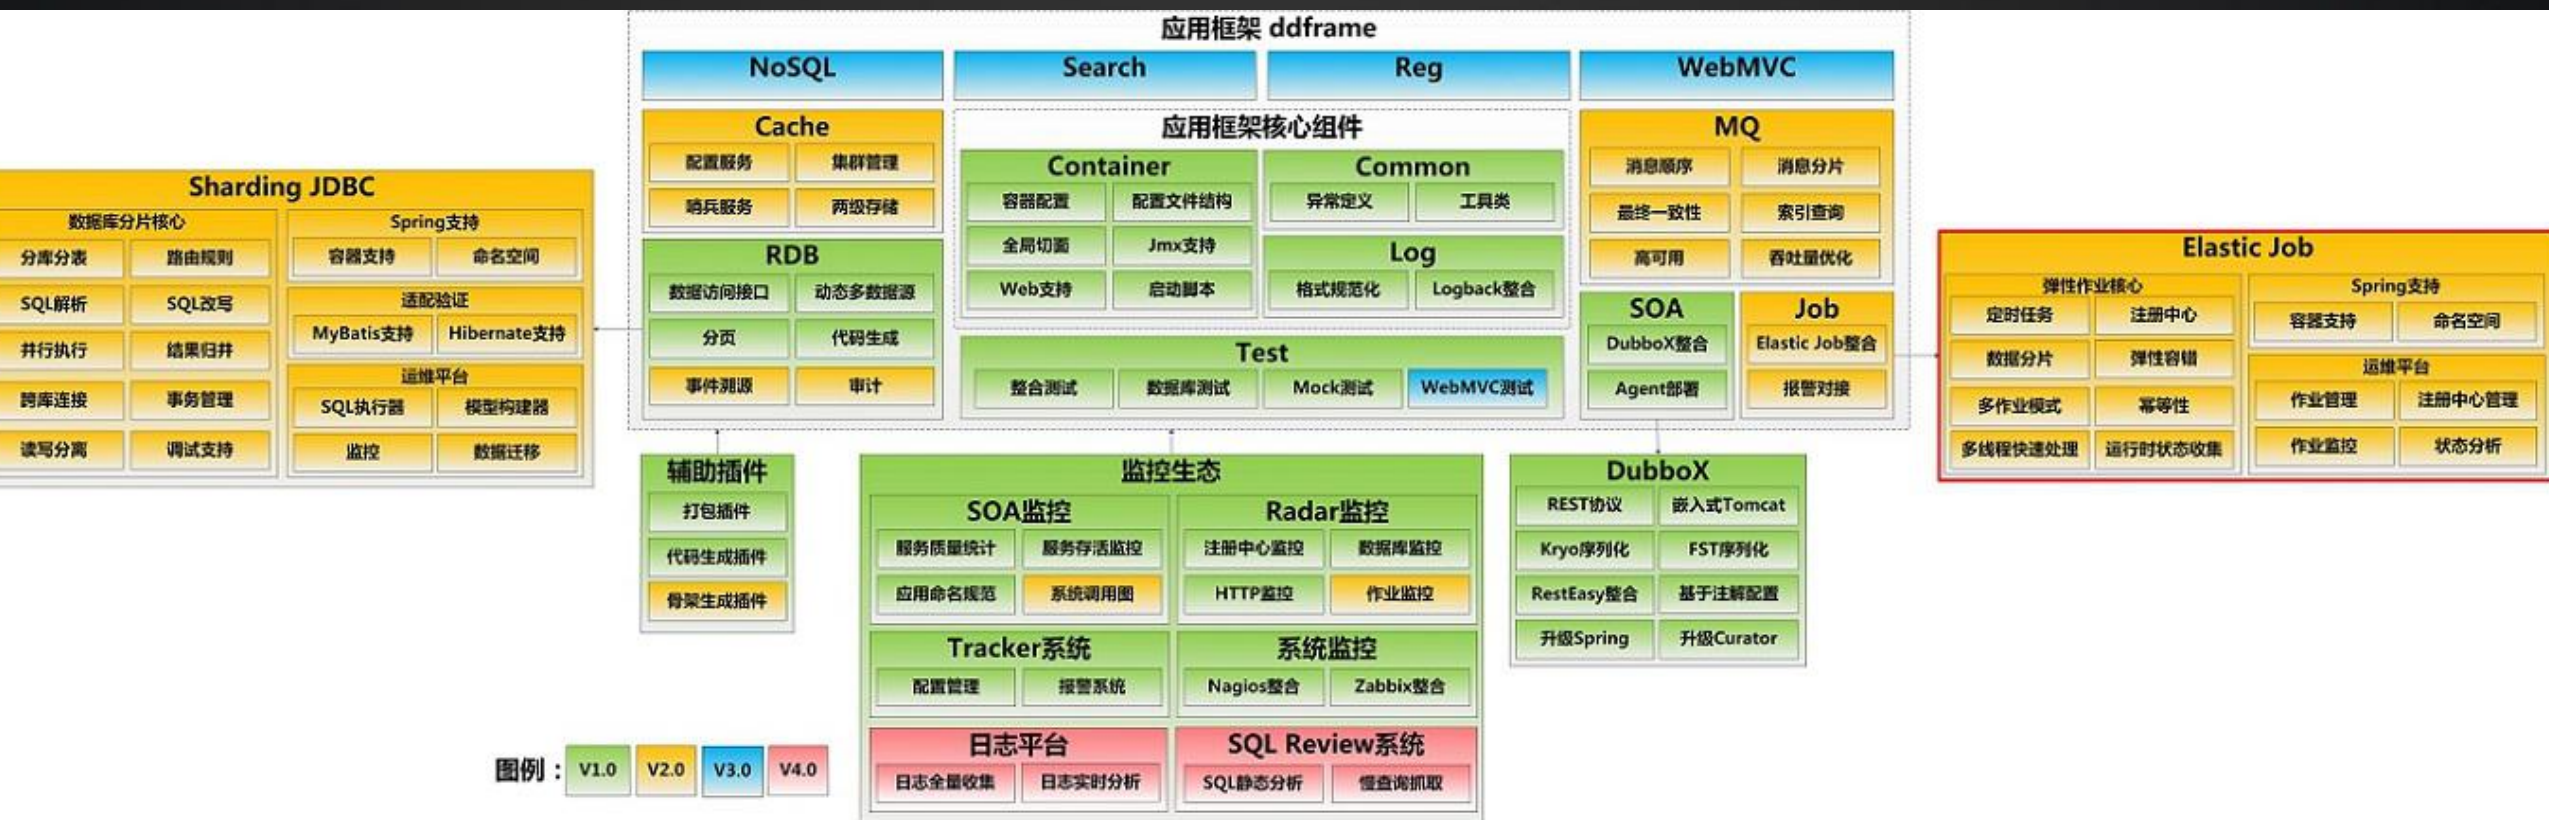 应用框架 ddframe
NoSQL
Search
Reg
WebMVC
Cache
配置服务
集群管理
哨兵服务
两级存储
RDB
数据访问接口
动态多数据源
分页
代码生成
事件溯源
审计
应用框架核心组件
Container
容器配置
配置文件结构
全局切面
Jmx支持
Web支持
启动脚本
Common
异常定义
工具类
Log
格式规范化
Logback整合
Test
整合测试
数据库测试
Mock测试
WebMVC测试
MQ
消息顺序
消息分片
最终一致性
索引查询
高可用
吞吐量优化
SOA
DubboX整合
Agent部署
Job
Elastic Job整合
报警对接
Sharding JDBC
数据库分片核心
分库分表
路由规则
SQL解析
SQL改写
并行执行
结果归并
跨库连接
事务管理
读写分离
调试支持
Spring支持
容器支持
命名空间
适配验证
MyBatis支持
Hibernate支持
运维平台
SQL执行器
模型构建器
监控
数据迁移
Elastic Job
弹性作业核心
定时任务
注册中心
数据分片
弹性容错
多作业模式
幂等性
多线程快速处理
运行时状态收集
Spring支持
容器支持
命名空间
运维平台
作业管理
注册中心管理
作业监控
状态分析
辅助插件
打包插件
代码生成插件
骨架生成插件
监控生态
SOA监控
服务质量统计
服务存活监控
应用命名规范
系统调用图
Radar监控
注册中心监控
数据库监控
HTTP监控
作业监控
Tracker系统
配置管理
报警系统
系统监控
Nagios整合
Zabbix整合
日志平台
日志全量收集
日志实时分析
SQL Review系统
SQL静态分析
慢查询抓取
DubboX
REST协议
嵌入式Tomcat
Kryo序列化
FST序列化
RestEasy整合
基于注解配置
升级Spring
升级Curator
图例：
V1.0
V2.0
V3.0
V4.0